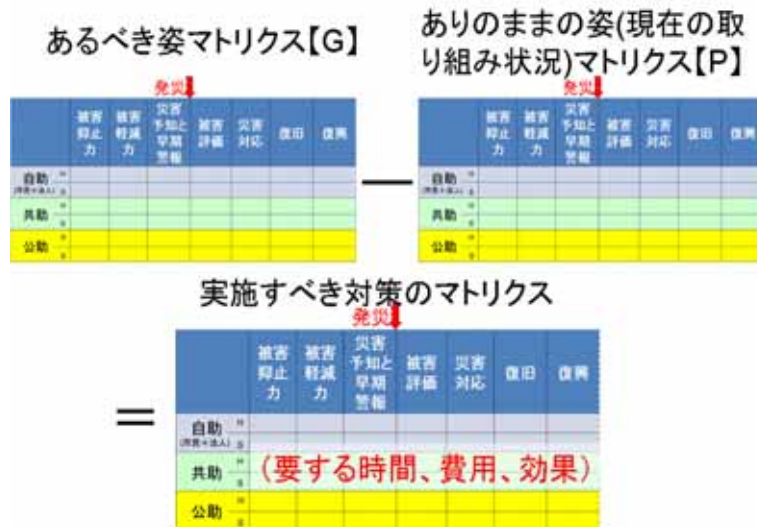 あるべき姿マトリクス【G】
ありのままの姿(現在の取
り組み状況)マトリクス【P】
発災
被害
抑止
力
被害
軽減
力
災害
予知と
早期
警報
被害
評価
災害
対応
復旧
復興
自助
共助
公助
発災
被害
抑止
力
被害
軽減
力
災害
予知と
早期
警報
被害
評価
災害
対応
復旧
復興
自助
共助
公助
ー
実施すべき対策のマトリクス
発災
=
被害
抑止
力
被害
軽減
力
災害
予知と
早期
警報
被害
評価
災害
対応
復旧
復興
自助
共助
(要する時間、費用、効果)
公助